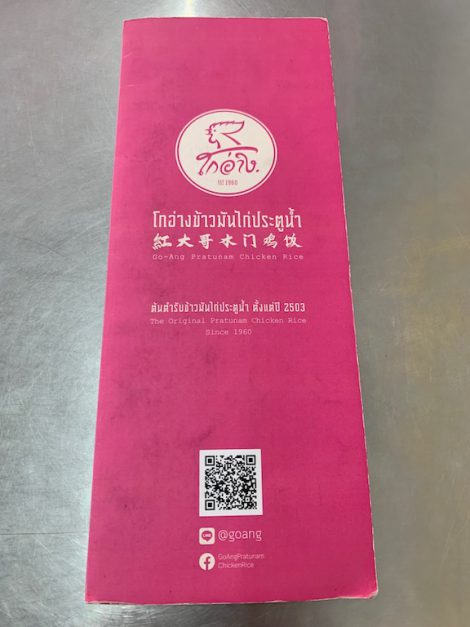 โกอ่าง.
EST 1960
โกอ่างข้าวมันไก่ประตูน้ำ
紅大哥水门鸡饭
Go-Ang Pratunam Chicken Rice
ต้นตำรับข้าวมันไก่ประตูน้ำ ตั้งแต่ปี 2503
The Original Pratunam Chicken Rice
Since 1960
LINE
@goang
GoAngPratunam
ChickenRice